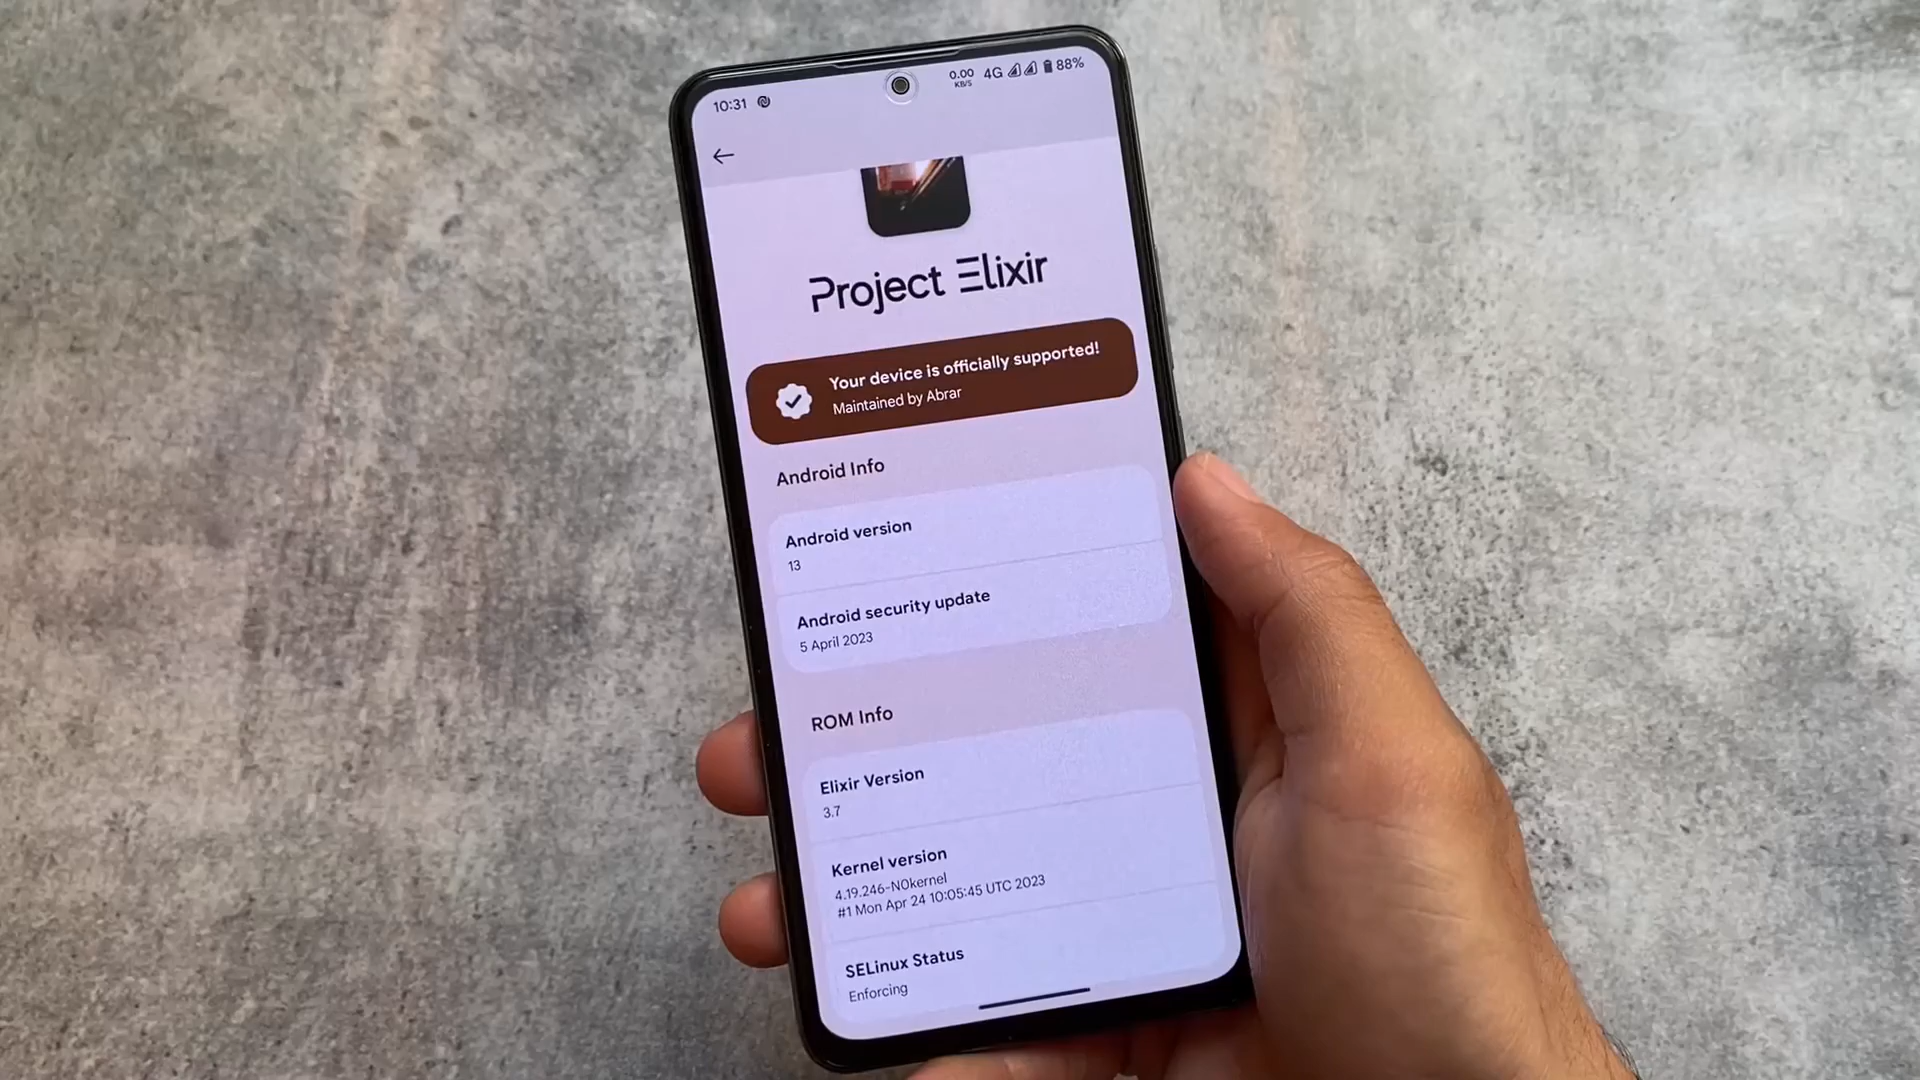 10:31 0.00 KB/S 4G 88%
Project Elixir
Your device is officially supported!
Maintained by Abrar
Android Info
Android version
13
Android security update
5 April 2023
ROM Info
Elixir Version
3.7
Kernel version
4.19.246-N0kernel
#1 Mon Apr 24 10:05:45 UTC 2023
SELinux Status
Enforcing